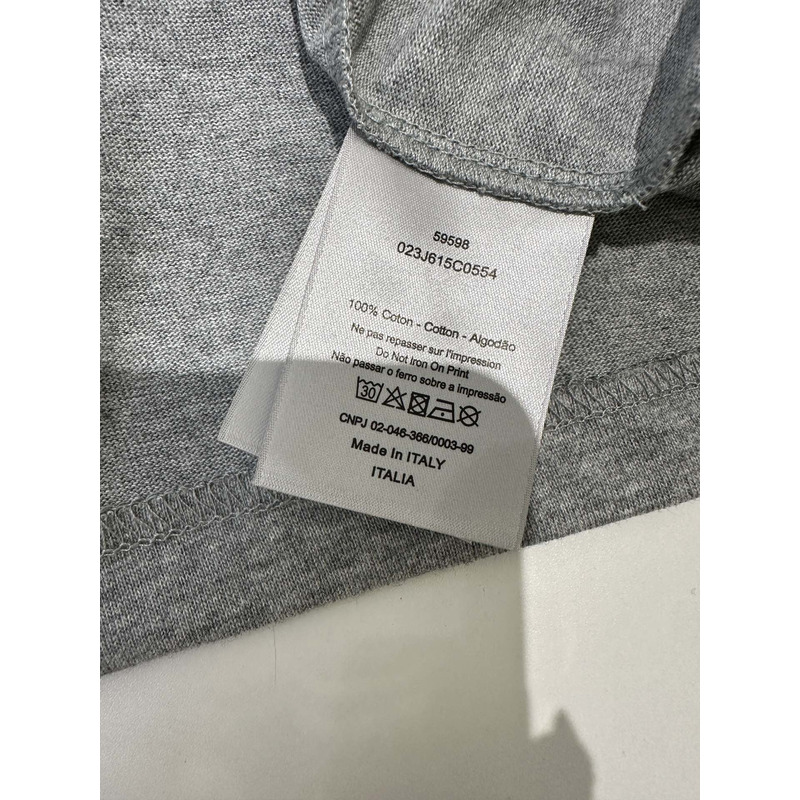 59598
023J615C0554
100% Coton - Cotton - Algodão
Ne pas repasser sur l'impression
Do Not Iron On Print
Não passar o ferro sobre a impressão
30
CNPJ 02-046-366/0003-99
Made In ITALY
ITALIA